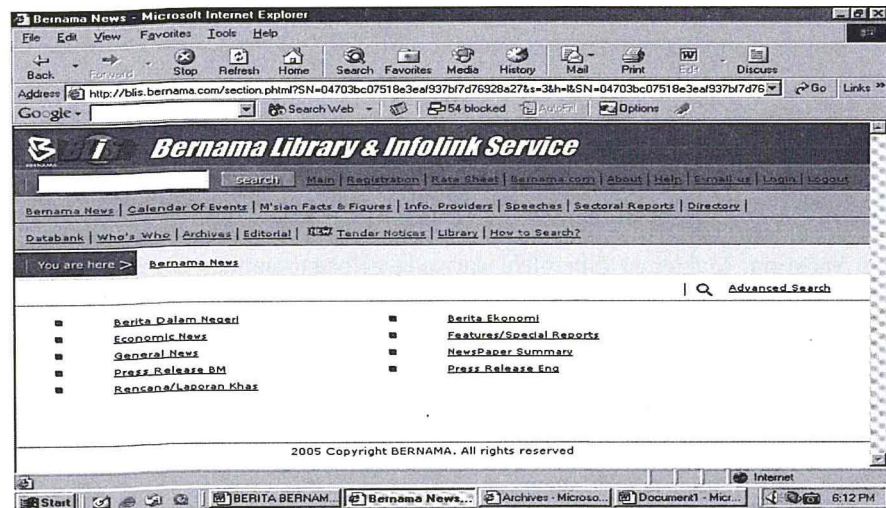 Bernama News - Microsoft Internet Explorer
File Edit View Favorites Tools Help
Back Forward Stop Refresh Home Search Favorites Media History Mail Print Edit Discuss
Address http://blis.bernama.com/section.phtml?SN=04703bc07518e3eaf937bf7d76928a27&s=3&h=I&SN=04703bc07518e3eaf937bf7d76 Go Links »
Google Search Web 54 blocked AutoFill Options
Bernama Library & Infolink Service
search Main | Registration | Rate Sheet | Bernama.com | About | Help | E-mail us | Login | Logout
Bernama News | Calendar Of Events | M'sian Facts & Figures | Info. Providers | Speeches | Sectoral Reports | Directory |
Databank | Who's Who | Archives | Editorial | NEW Tender Notices | Library | How to Search?
You are here > Bernama News
| Advanced Search
Berita Dalam Negeri Berita Ekonomi
Economic News Features/Special Reports
General News NewsPaper Summary
Press Release BM Press Release Eng
Rencana/Laporan Khas
2005 Copyright BERNAMA. All rights reserved
Internet
Start BERITA BERNAM... Bernama News... Archives - Microso... Document1 - Micr... 6:12 PM